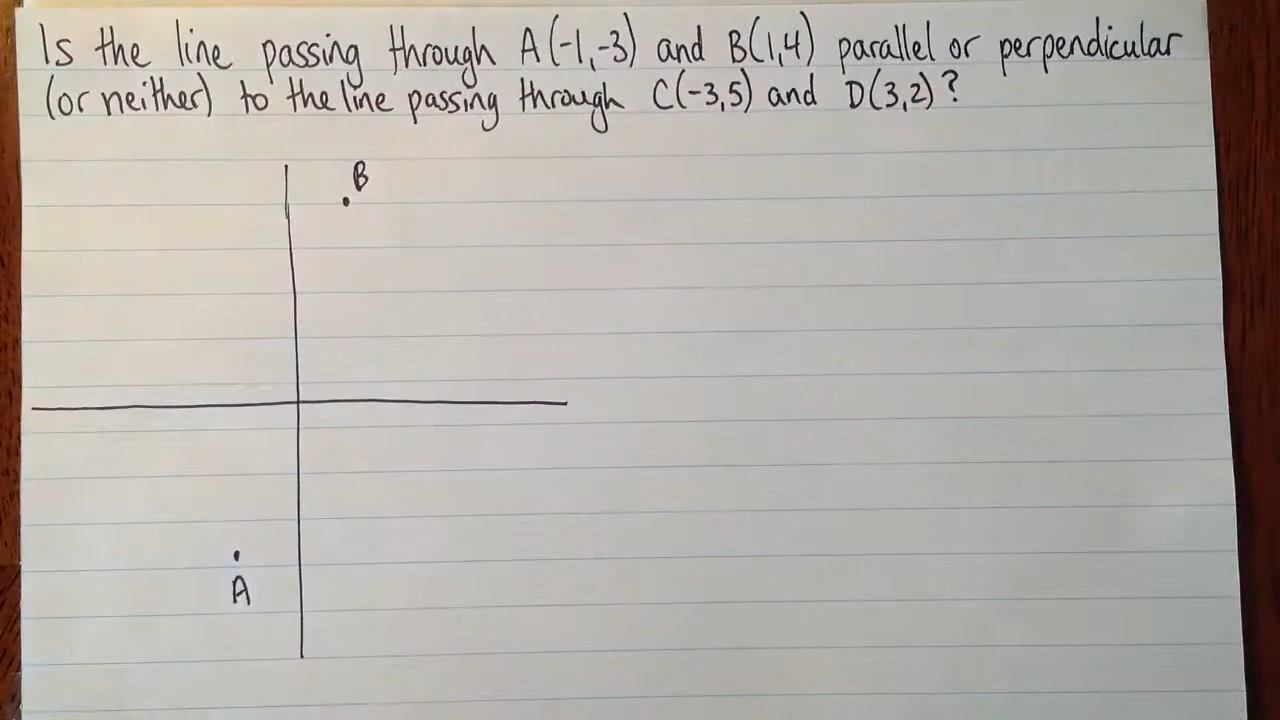 Is the line passing through A(-1,-3) and B(1,4) parallel or perpendicular
(or neither) to the line passing through C(-3,5) and D(3,2)?
B
A